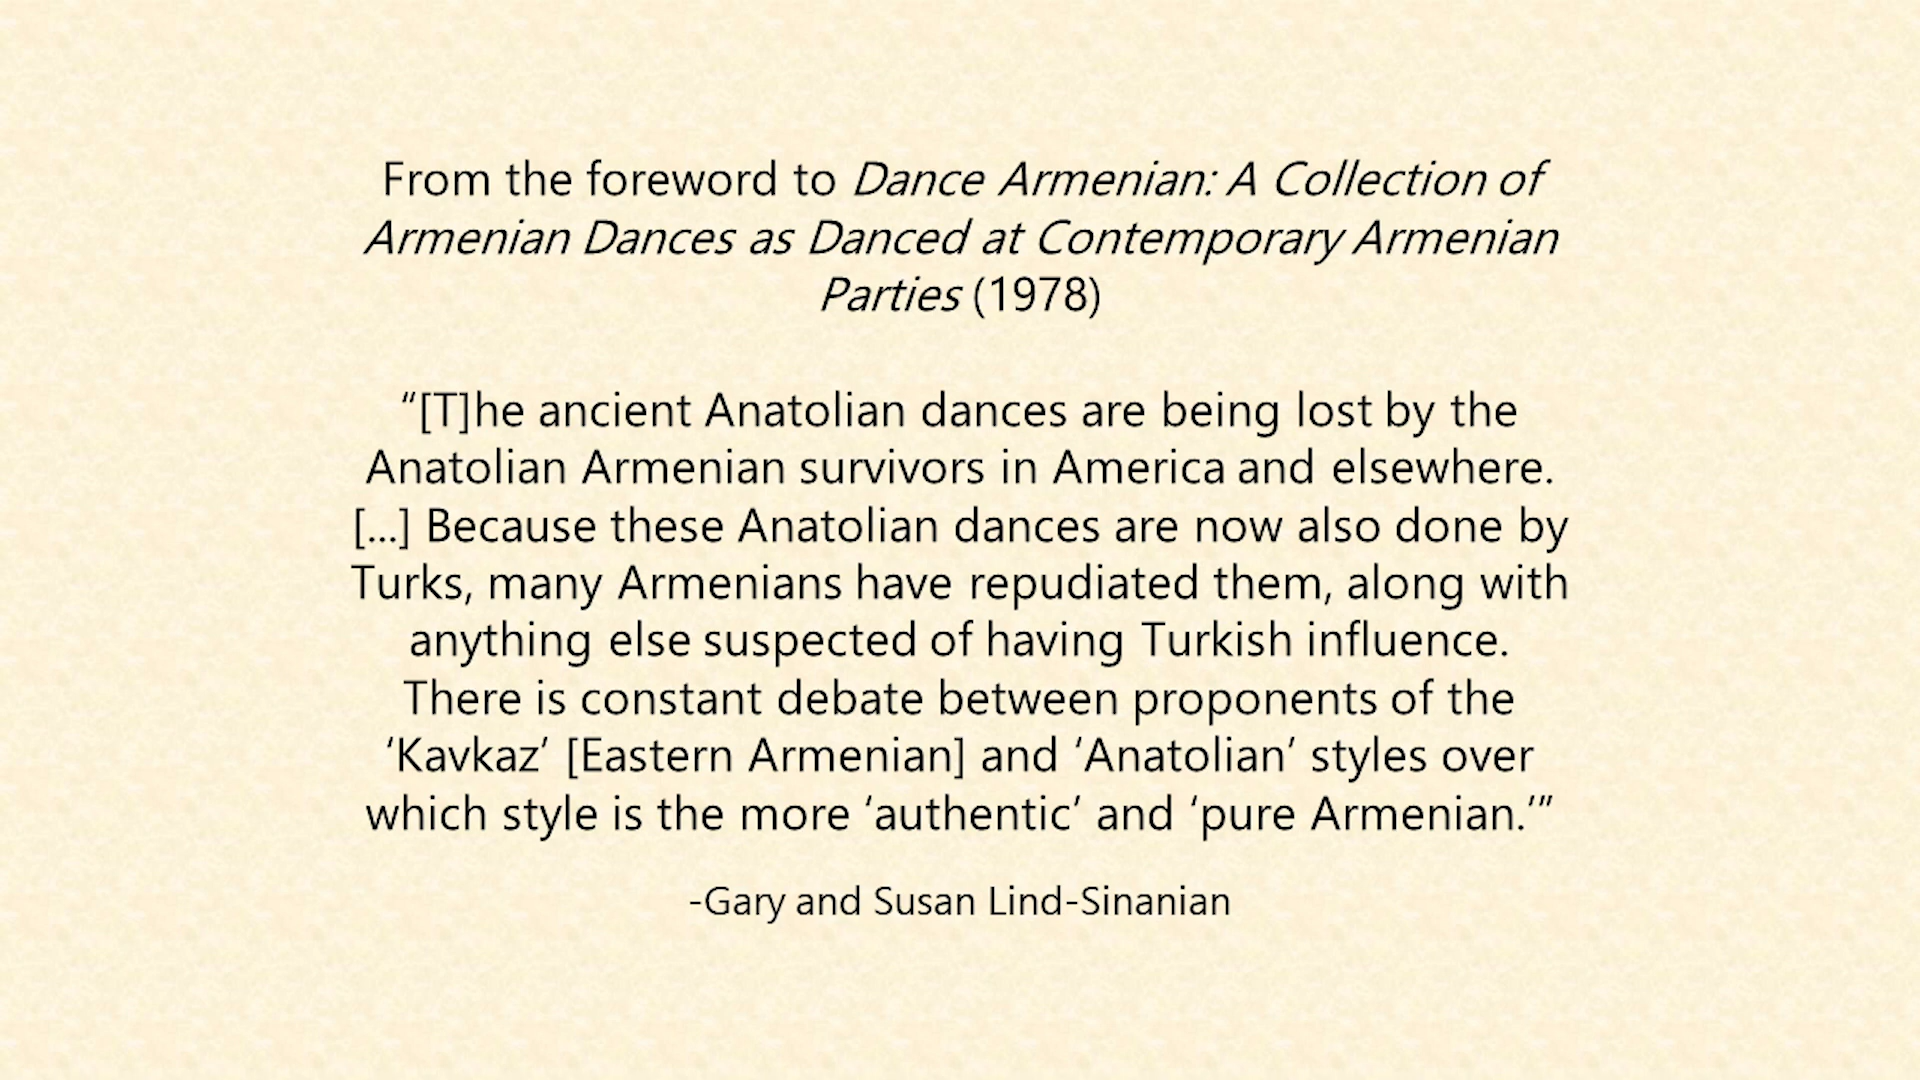 From the foreword to Dance Armenian: A Collection of
Armenian Dances as Danced at Contemporary Armenian
Parties (1978)
“[T]he ancient Anatolian dances are being lost by the
Anatolian Armenian survivors in America and elsewhere.
[...] Because these Anatolian dances are now also done by
Turks, many Armenians have repudiated them, along with
anything else suspected of having Turkish influence.
There is constant debate between proponents of the
‘Kavkaz’ [Eastern Armenian] and ‘Anatolian’ styles over
which style is the more ‘authentic’ and ‘pure Armenian.’”
-Gary and Susan Lind-Sinanian